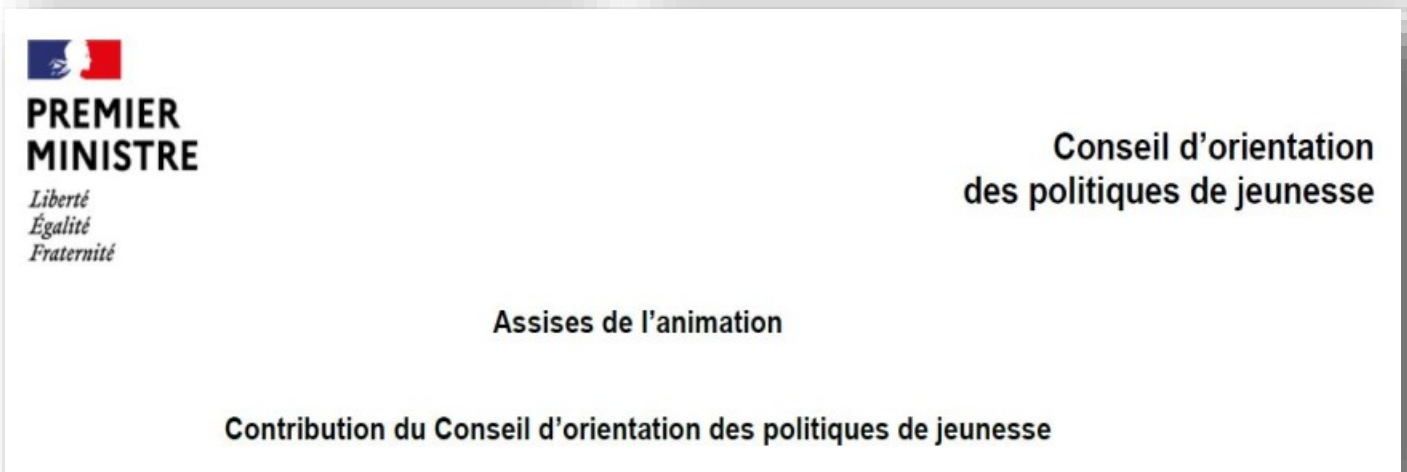 PREMIER
MINISTRE
Liberté
Égalité
Fraternité
Conseil d’orientation
des politiques de jeunesse
Assises de l’animation
Contribution du Conseil d’orientation des politiques de jeunesse